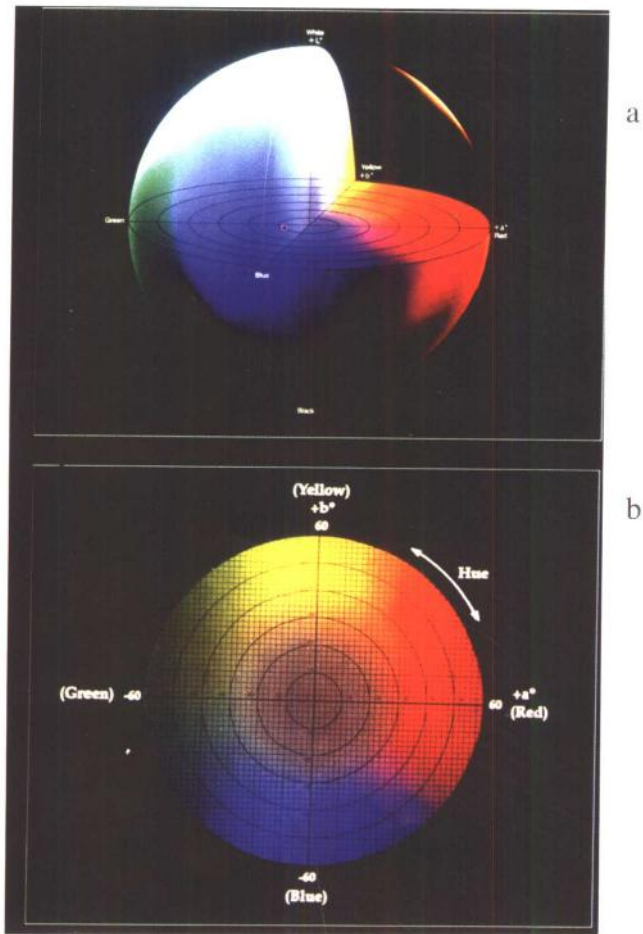 White
+ L*
a
Yellow
+ b*
Green
+ a*
Red
Blue
Black
(Yellow)
+b*
60
b
Hue
(Green) -60
60 +a*
(Red)
-60
(Blue)